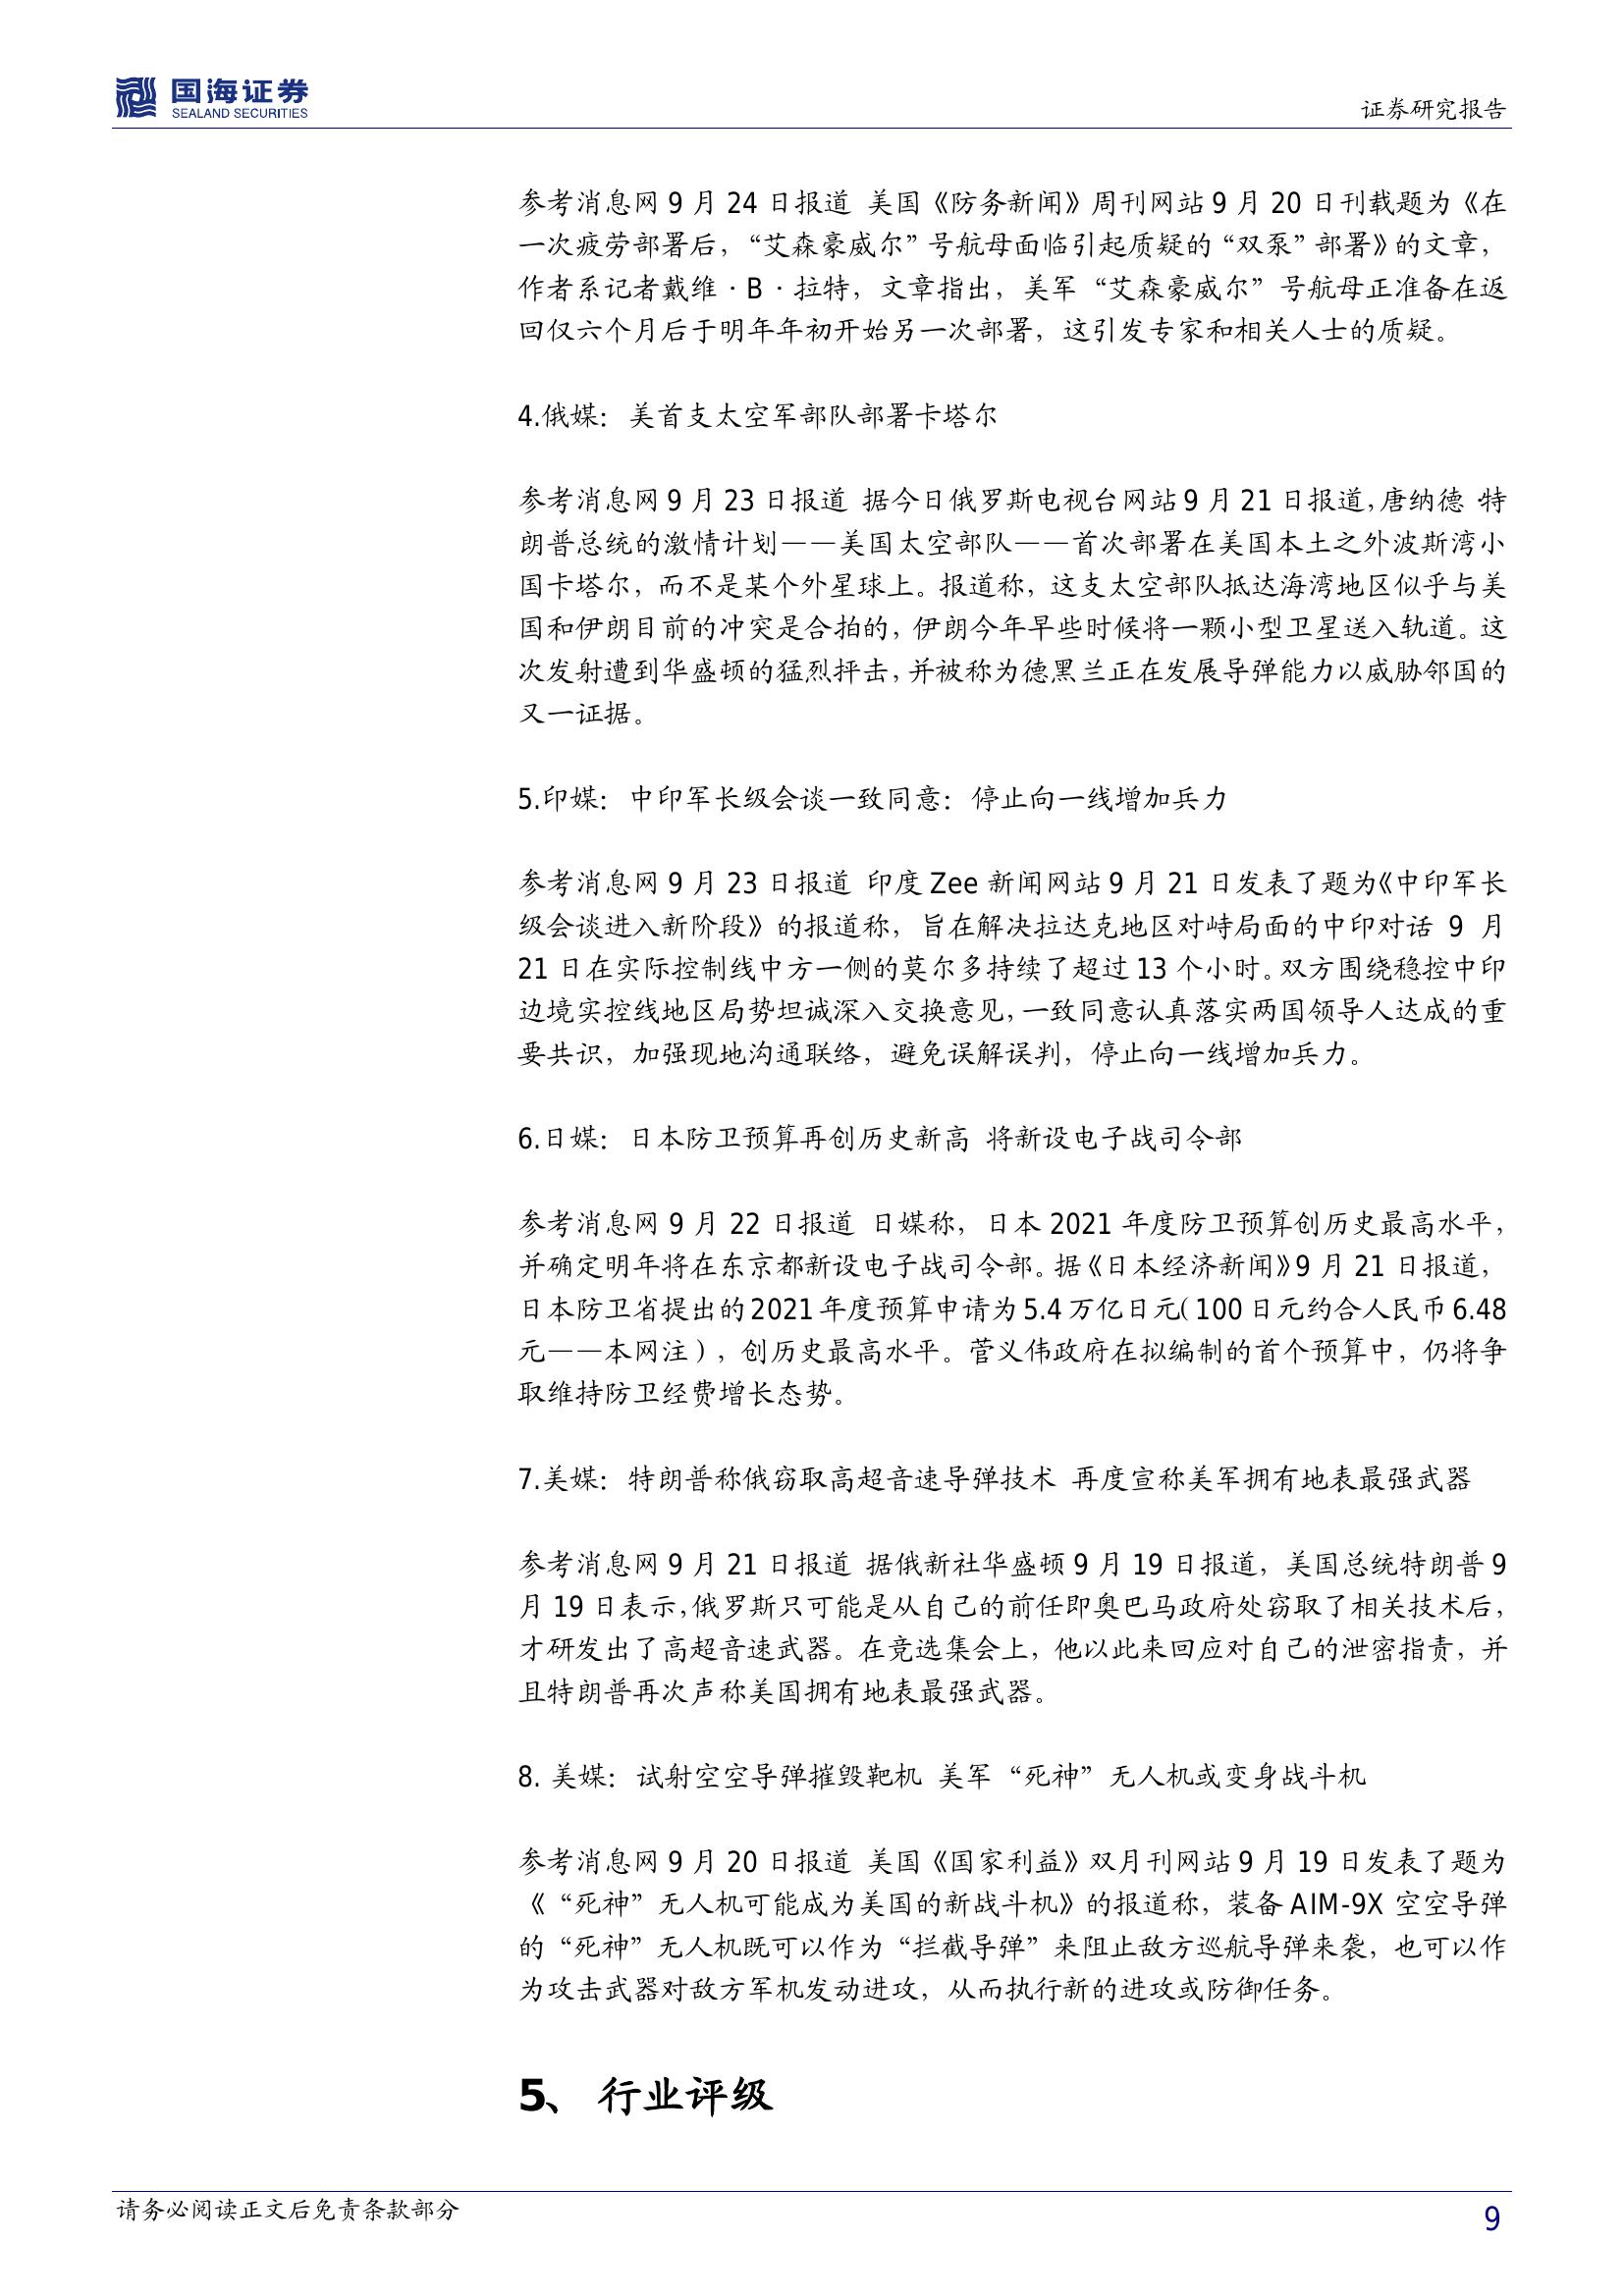 国海证券
SEALAND SECURITIES
证券研究报告
参考消息网 9 月 24 日报道 美国《防务新闻》周刊网站 9 月 20 日刊载题为《在
一次疲劳部署后，“艾森豪威尔”号航母面临引起质疑的“双泵”部署》的文章，
作者系记者戴维·B·拉特，文章指出，美军“艾森豪威尔”号航母正准备在返
回仅六个月后于明年年初开始另一次部署，这引发专家和相关人士的质疑。
4.俄媒：美首支太空军部队部署卡塔尔
参考消息网 9 月 23 日报道 据今日俄罗斯电视台网站 9 月 21 日报道，唐纳德·特
朗普总统的激情计划——美国太空部队——首次部署在美国本土之外波斯湾小
国卡塔尔，而不是某个外星球上。报道称，这支太空部队抵达海湾地区似乎与美
国和伊朗目前的冲突是合拍的，伊朗今年早些时候将一颗小型卫星送入轨道。这
次发射遭到华盛顿的猛烈抨击，并被称为德黑兰正在发展导弹能力以威胁邻国的
又一证据。
5.印媒：中印军长级会谈一致同意：停止向一线增加兵力
参考消息网 9 月 23 日报道 印度 Zee 新闻网站 9 月 21 日发表了题为《中印军长
级会谈进入新阶段》的报道称，旨在解决拉达克地区对峙局面的中印对话 9 月
21 日在实际控制线中方一侧的莫尔多持续了超过 13 个小时。双方围绕稳控中印
边境实控线地区局势坦诚深入交换意见，一致同意认真落实两国领导人达成的重
要共识，加强现地沟通联络，避免误解误判，停止向一线增加兵力。
6.日媒：日本防卫预算再创历史新高 将新设电子战司令部
参考消息网 9 月 22 日报道 日媒称，日本 2021 年度防卫预算创历史最高水平，
并确定明年将在东京都新设电子战司令部。据《日本经济新闻》9 月 21 日报道，
日本防卫省提出的 2021 年度预算申请为 5.4 万亿日元（100 日元约合人民币 6.48
元——本网注），创历史最高水平。菅义伟政府在拟编制的首个预算中，仍将争
取维持防卫经费增长态势。
7.美媒：特朗普称俄窃取高超音速导弹技术 再度宣称美军拥有地表最强武器
参考消息网 9 月 21 日报道 据俄新社华盛顿 9 月 19 日报道，美国总统特朗普 9
月 19 日表示，俄罗斯只可能是从自己的前任即奥巴马政府处窃取了相关技术后，
才研发出了高超音速武器。在竞选集会上，他以此来回应对自己的泄密指责，并
且特朗普再次声称美国拥有地表最强武器。
8. 美媒：试射空空导弹摧毁靶机 美军“死神”无人机或变身战斗机
参考消息网 9 月 20 日报道 美国《国家利益》双月刊网站 9 月 19 日发表了题为
《“死神”无人机可能成为美国的新战斗机》的报道称，装备 AIM-9X 空空导弹
的“死神”无人机既可以作为“拦截导弹”来阻止敌方巡航导弹来袭，也可以作
为攻击武器对敌方军机发动进攻，从而执行新的进攻或防御任务。
5、 行业评级
请务必阅读正文后免责条款部分
9